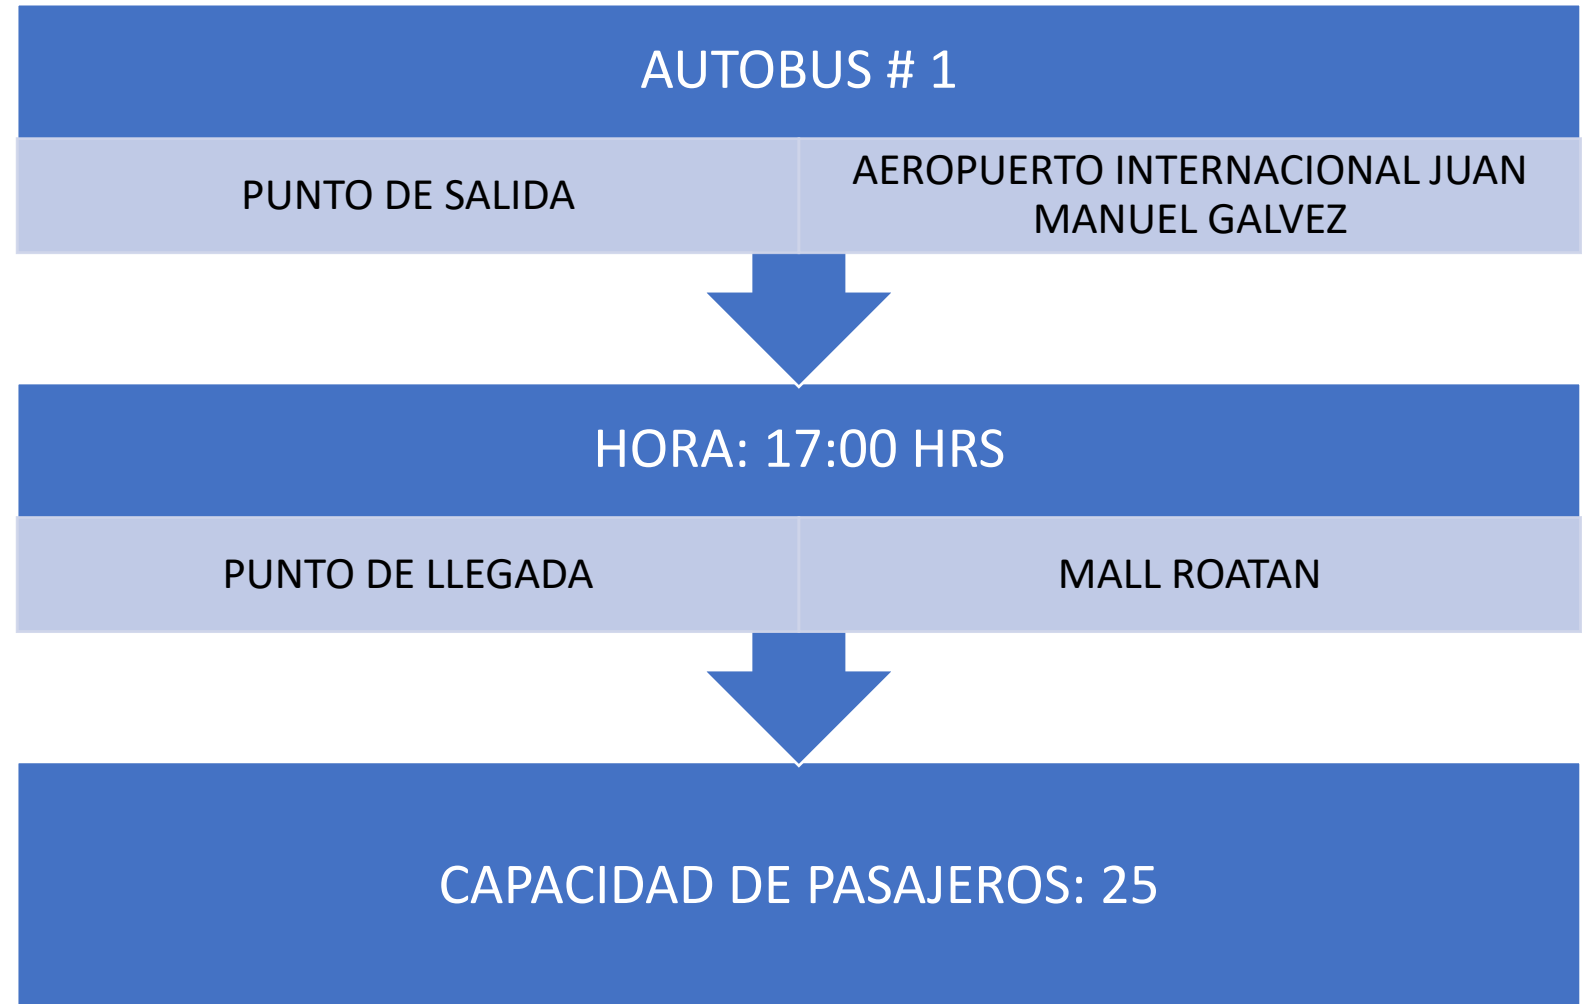 AUTOBUS # 1
PUNTO DE SALIDA
AEROPUERTO INTERNACIONAL JUAN
MANUEL GALVEZ
HORA: 17:00 HRS
PUNTO DE LLEGADA
MALL ROATAN
CAPACIDAD DE PASAJEROS: 25